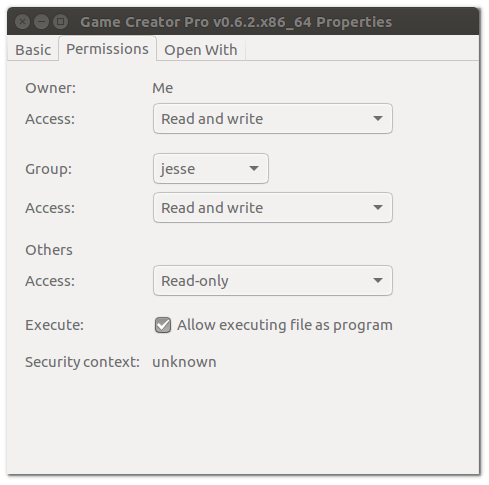 Game Creator Pro v0.6.2.x86_64 Properties
Basic Permissions Open With
Owner: Me
Access: Read and write
Group: jesse
Access: Read and write
Others
Access: Read-only
Execute: Allow executing file as program
Security context: unknown